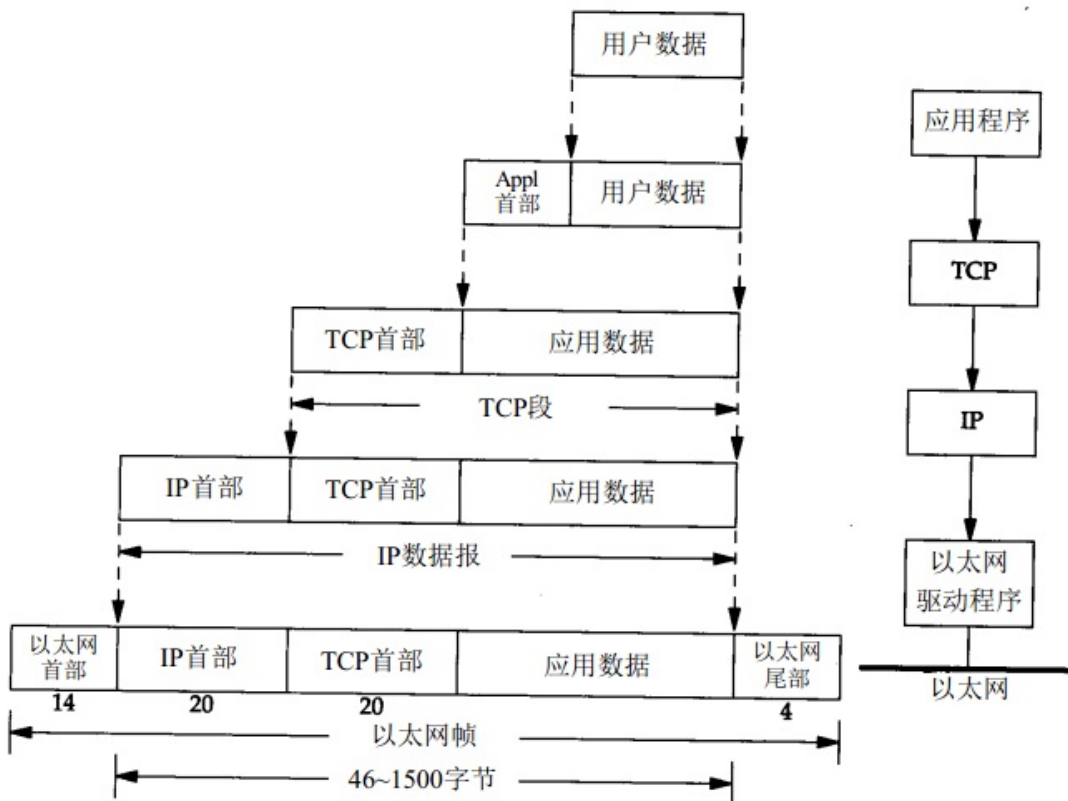 用户数据
应用程序
Appl
首部
用户数据
TCP
TCP首部
应用数据
TCP段
IP
IP首部
TCP首部
应用数据
IP数据报
以太网
驱动程序
以太网
首部
IP首部
TCP首部
应用数据
以太网
尾部
以太网
14
20
20
4
以太网帧
46~1500字节